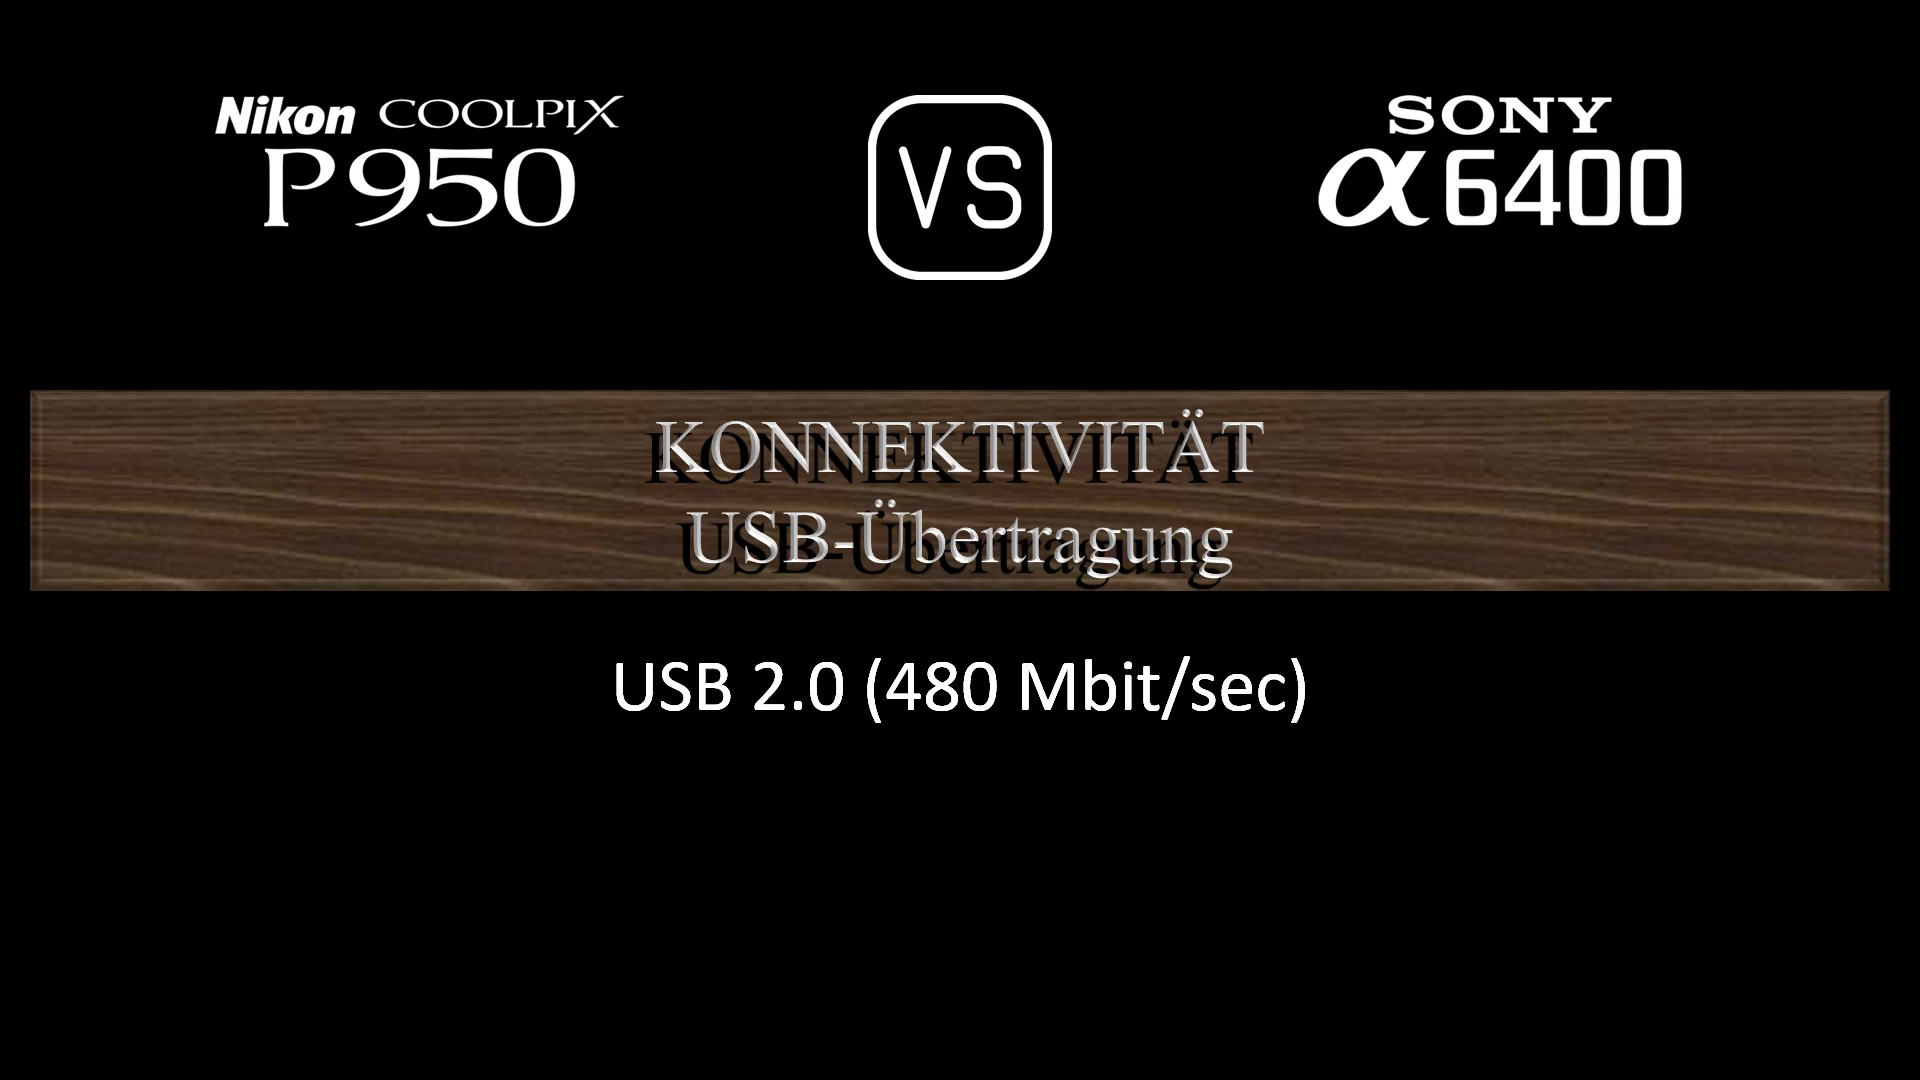 Nikon COOLPIX
P950
VS
SONY
α6400
KONNEKTIVITÄT
USB-Übertragung
USB 2.0 (480 Mbit/sec)